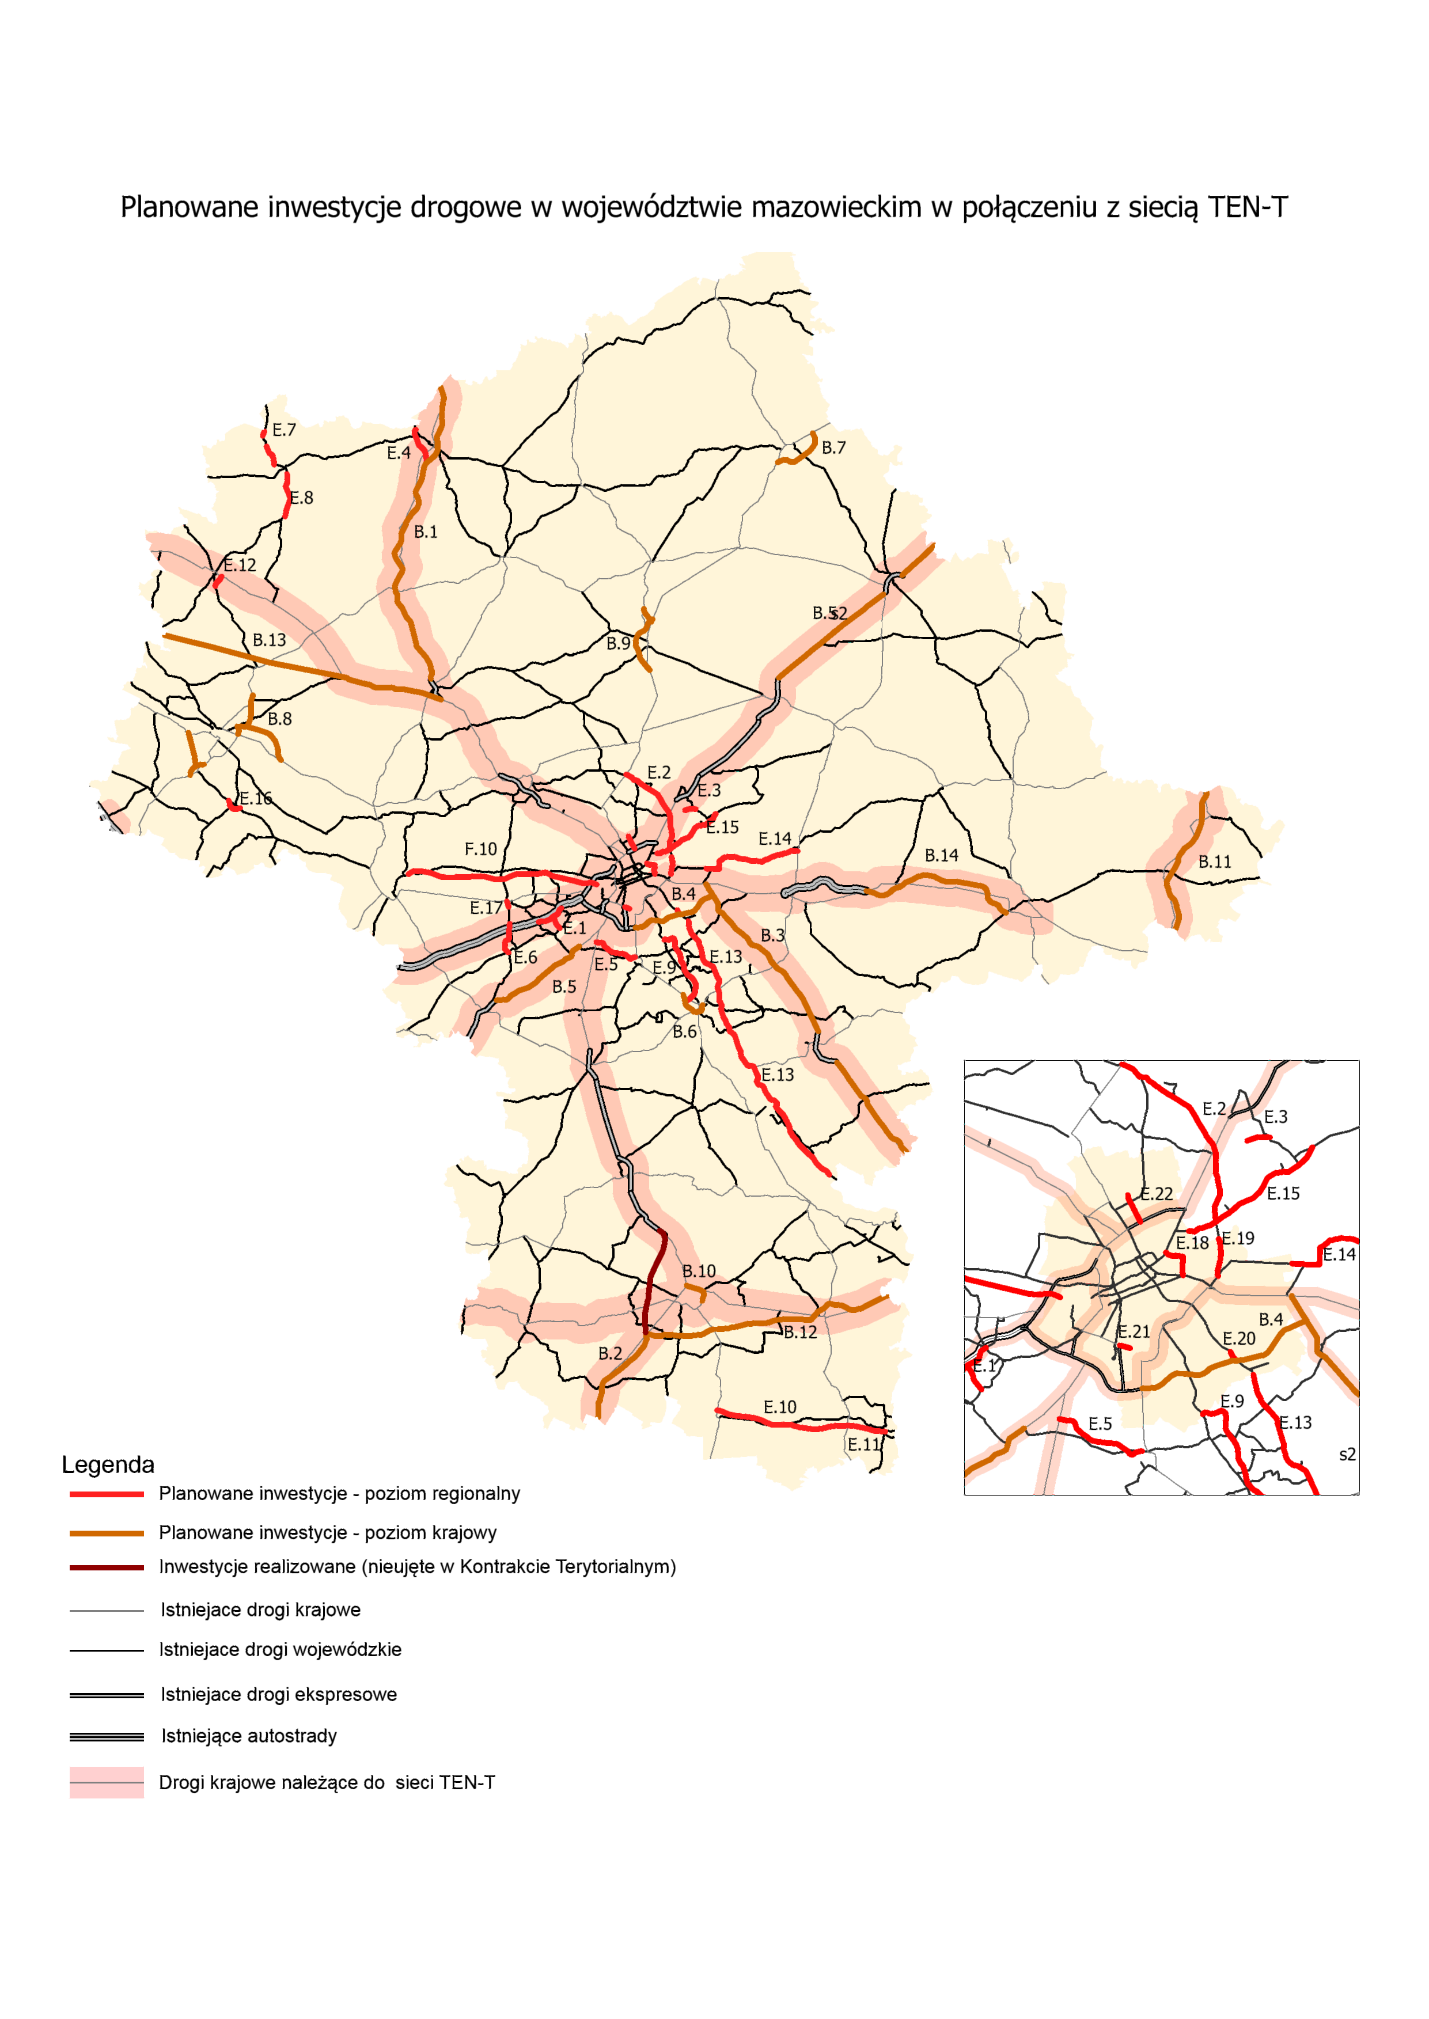 Planowane inwestycje drogowe w województwie mazowieckim w połączeniu z siecią TEN-T
E.7
E.4
B.7
E.8
B.1
E.12
B.5
s2
B.13
B.9
B.8
E.2
E.3
E.16
E.15
E.14
F.10
B.14
B.11
B.4
E.17
E.1
B.3
E.6
E.5
E.9
E.13
B.5
B.6
E.13
B.10
B.12
B.2
E.10
E.11
E.2
E.3
E.22
E.15
E.18
E.19
E.14
B.4
E.21
E.20
E.1
E.9
E.5
E.13
s2
Legenda
Planowane inwestycje - poziom regionalny
Planowane inwestycje - poziom krajowy
Inwestycje realizowane (nieujęte w Kontrakcie Terytorialnym)
Istniejace drogi krajowe
Istniejace drogi wojewódzkie
Istniejace drogi ekspresowe
Istniejące autostrady
Drogi krajowe należące do sieci TEN-T